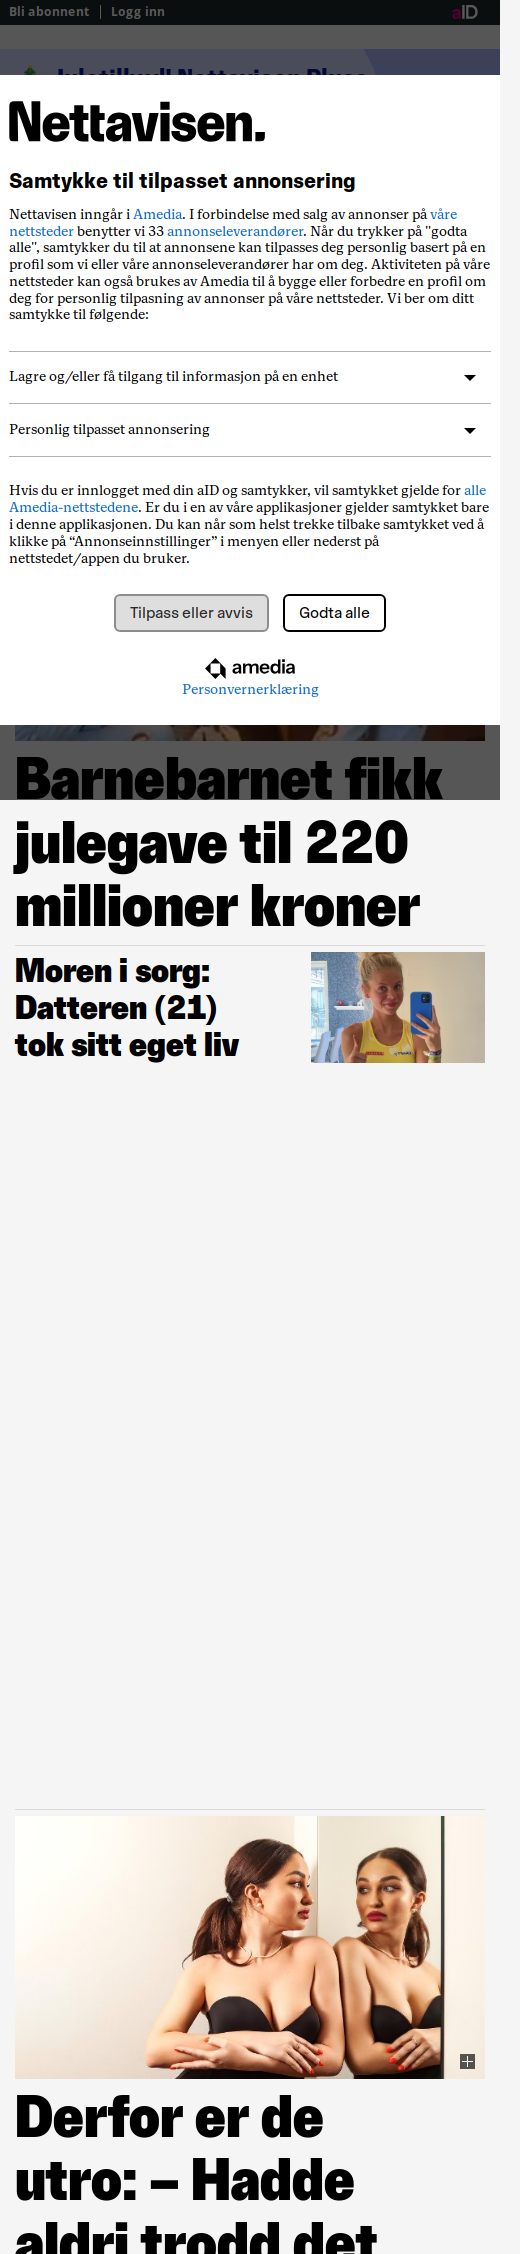 Bli abonnent | Logg inn
aID
Juletilbud! Nettavisen Pluss
Nettavisen.
Samtykke til tilpasset annonsering
Nettavisen inngår i Amedia. I forbindelse med salg av annonser på våre
nettsteder benytter vi 33 annonseleverandører. Når du trykker på "godta
alle", samtykker du til at annonsene kan tilpasses deg personlig basert på en
profil som vi eller våre annonseleverandører har om deg. Aktiviteten på våre
nettsteder kan også brukes av Amedia til å bygge eller forbedre en profil om
deg for personlig tilpasning av annonser på våre nettsteder. Vi ber om ditt
samtykke til følgende:
Lagre og/eller få tilgang til informasjon på en enhet
Personlig tilpasset annonsering
Hvis du er innlogget med din aID og samtykker, vil samtykket gjelde for alle
Amedia-nettstedene. Er du i en av våre applikasjoner gjelder samtykket bare
i denne applikasjonen. Du kan når som helst trekke tilbake samtykket ved å
klikke på “Annonseinnstillinger” i menyen eller nederst på
nettstedet/appen du bruker.
Tilpass eller avvis
Godta alle
amedia
Personvernerklæring
Barnebarnet fikk
julegave til 220
millioner kroner
Moren i sorg:
Datteren (21)
tok sitt eget liv
Derfor er de
utro: – Hadde
aldri trodd det